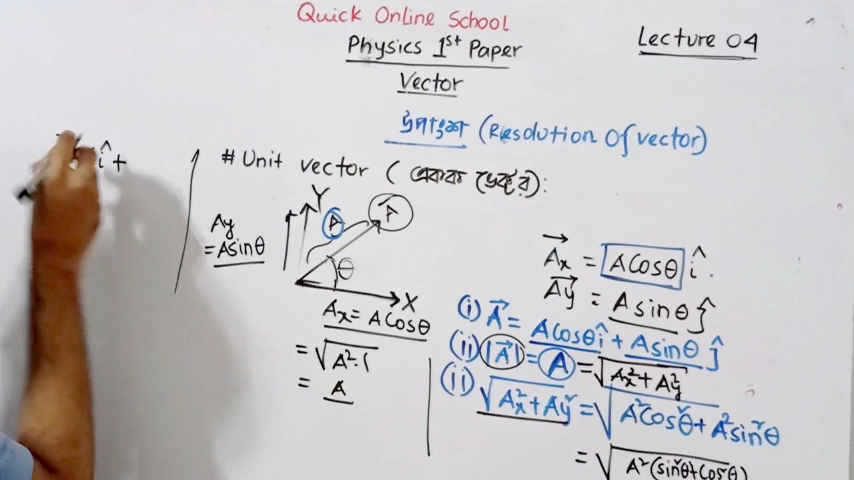 Quick Online School
Physics 1st Paper
Lecture 04
Vector
উপাংশ (Resolution Of vector)
# Unit vector (একক ভেক্টর):
î +
Y
A
A⃗
θ
X
Ay
= Asinθ
Ax = ACosθ
= √A².1
= A
A⃗x = ACosθ î.
A⃗y = Asinθ ĵ
(i) A⃗ = ACosθ î + Asinθ ĵ
(ii) |A⃗| = A = √Ax² + Ay²
(ii) √Ax² + Ay² = √A²Cos²θ + A²sin²θ
= √A²(sin²θ+Cos²θ)